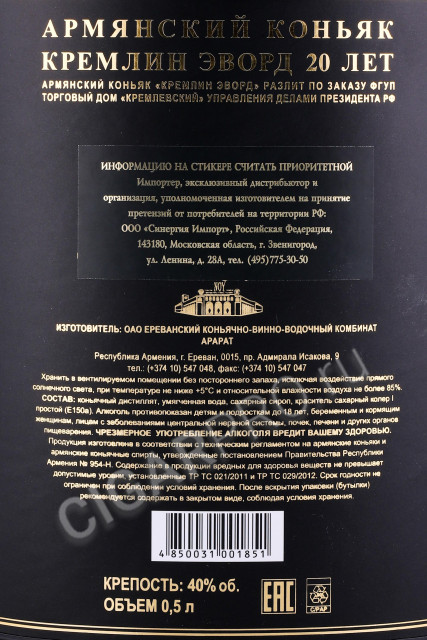 АРМЯНСКИЙ КОНЬЯК
КРЕМЛИН ЭВОРД 20 ЛЕТ
АРМЯНСКИЙ КОНЬЯК «КРЕМЛИН ЭВОРД» РАЗЛИТ ПО ЗАКАЗУ ФГУП
ТОРГОВЫЙ ДОМ «КРЕМЛЕВСКИЙ» УПРАВЛЕНИЯ ДЕЛАМИ ПРЕЗИДЕНТА РФ
ИНФОРМАЦИЮ НА СТИКЕРЕ СЧИТАТЬ ПРИОРИТЕТНОЙ
Импортер, эксклюзивный дистрибьютор и
организация, уполномоченная изготовителем на принятие
претензий от потребителей на территории РФ:
ООО «Синергия Импорт», Российская Федерация,
143180, Московская область, г. Звенигород,
ул. Ленина, д. 28А, тел. (495)775-30-50
NOY
ИЗГОТОВИТЕЛЬ: ОАО ЕРЕВАНСКИЙ КОНЬЯЧНО-ВИННО-ВОДОЧНЫЙ КОМБИНАТ
АРАРАТ
Республика Армения, г. Ереван, 0015, пр. Адмирала Исакова, 9
тел.: (+374 10) 547 048, факс: (+374 10) 547 047
Хранить в вентилируемом помещении без постороннего запаха, исключая воздействие прямого
солнечного света, при температуре не ниже +5°С и относительной влажности воздуха не более 85%
СОСТАВ: коньячный дистиллят, умягченная вода, сахарный сироп, краситель сахарный колер I
простой (Е150а). Алкоголь противопоказан детям и подросткам до 18 лет, беременным и кормящим
женщинам, лицам с заболеваниями центральной нервной системы, почек, печени и других органов
пищеварения. ЧРЕЗМЕРНОЕ УПОТРЕБЛЕНИЕ АЛКОГОЛЯ ВРЕДИТ ВАШЕМУ ЗДОРОВЬЮ.
Продукция изготовлена в соответствии с техническим регламентом на армянские коньяки и
армянские коньячные спирты, утвержденным постановлением Правительства Республики
Армения № 954-Н. Содержание в продукции вредных для здоровья веществ не превышает
допустимые уровни, установленные ТР ТС 021/2011 и ТР ТС 029/2012. Срок годности не
ограничен при соблюдении условий хранения. После вскрытия упаковки (бутылки)
рекомендуется хранить в закрытом виде, соблюдая условия хранения.
4 850031 001851
КРЕПОСТЬ: 40% об.
ОБЪЕМ 0,5 л
EAC
C/PAP